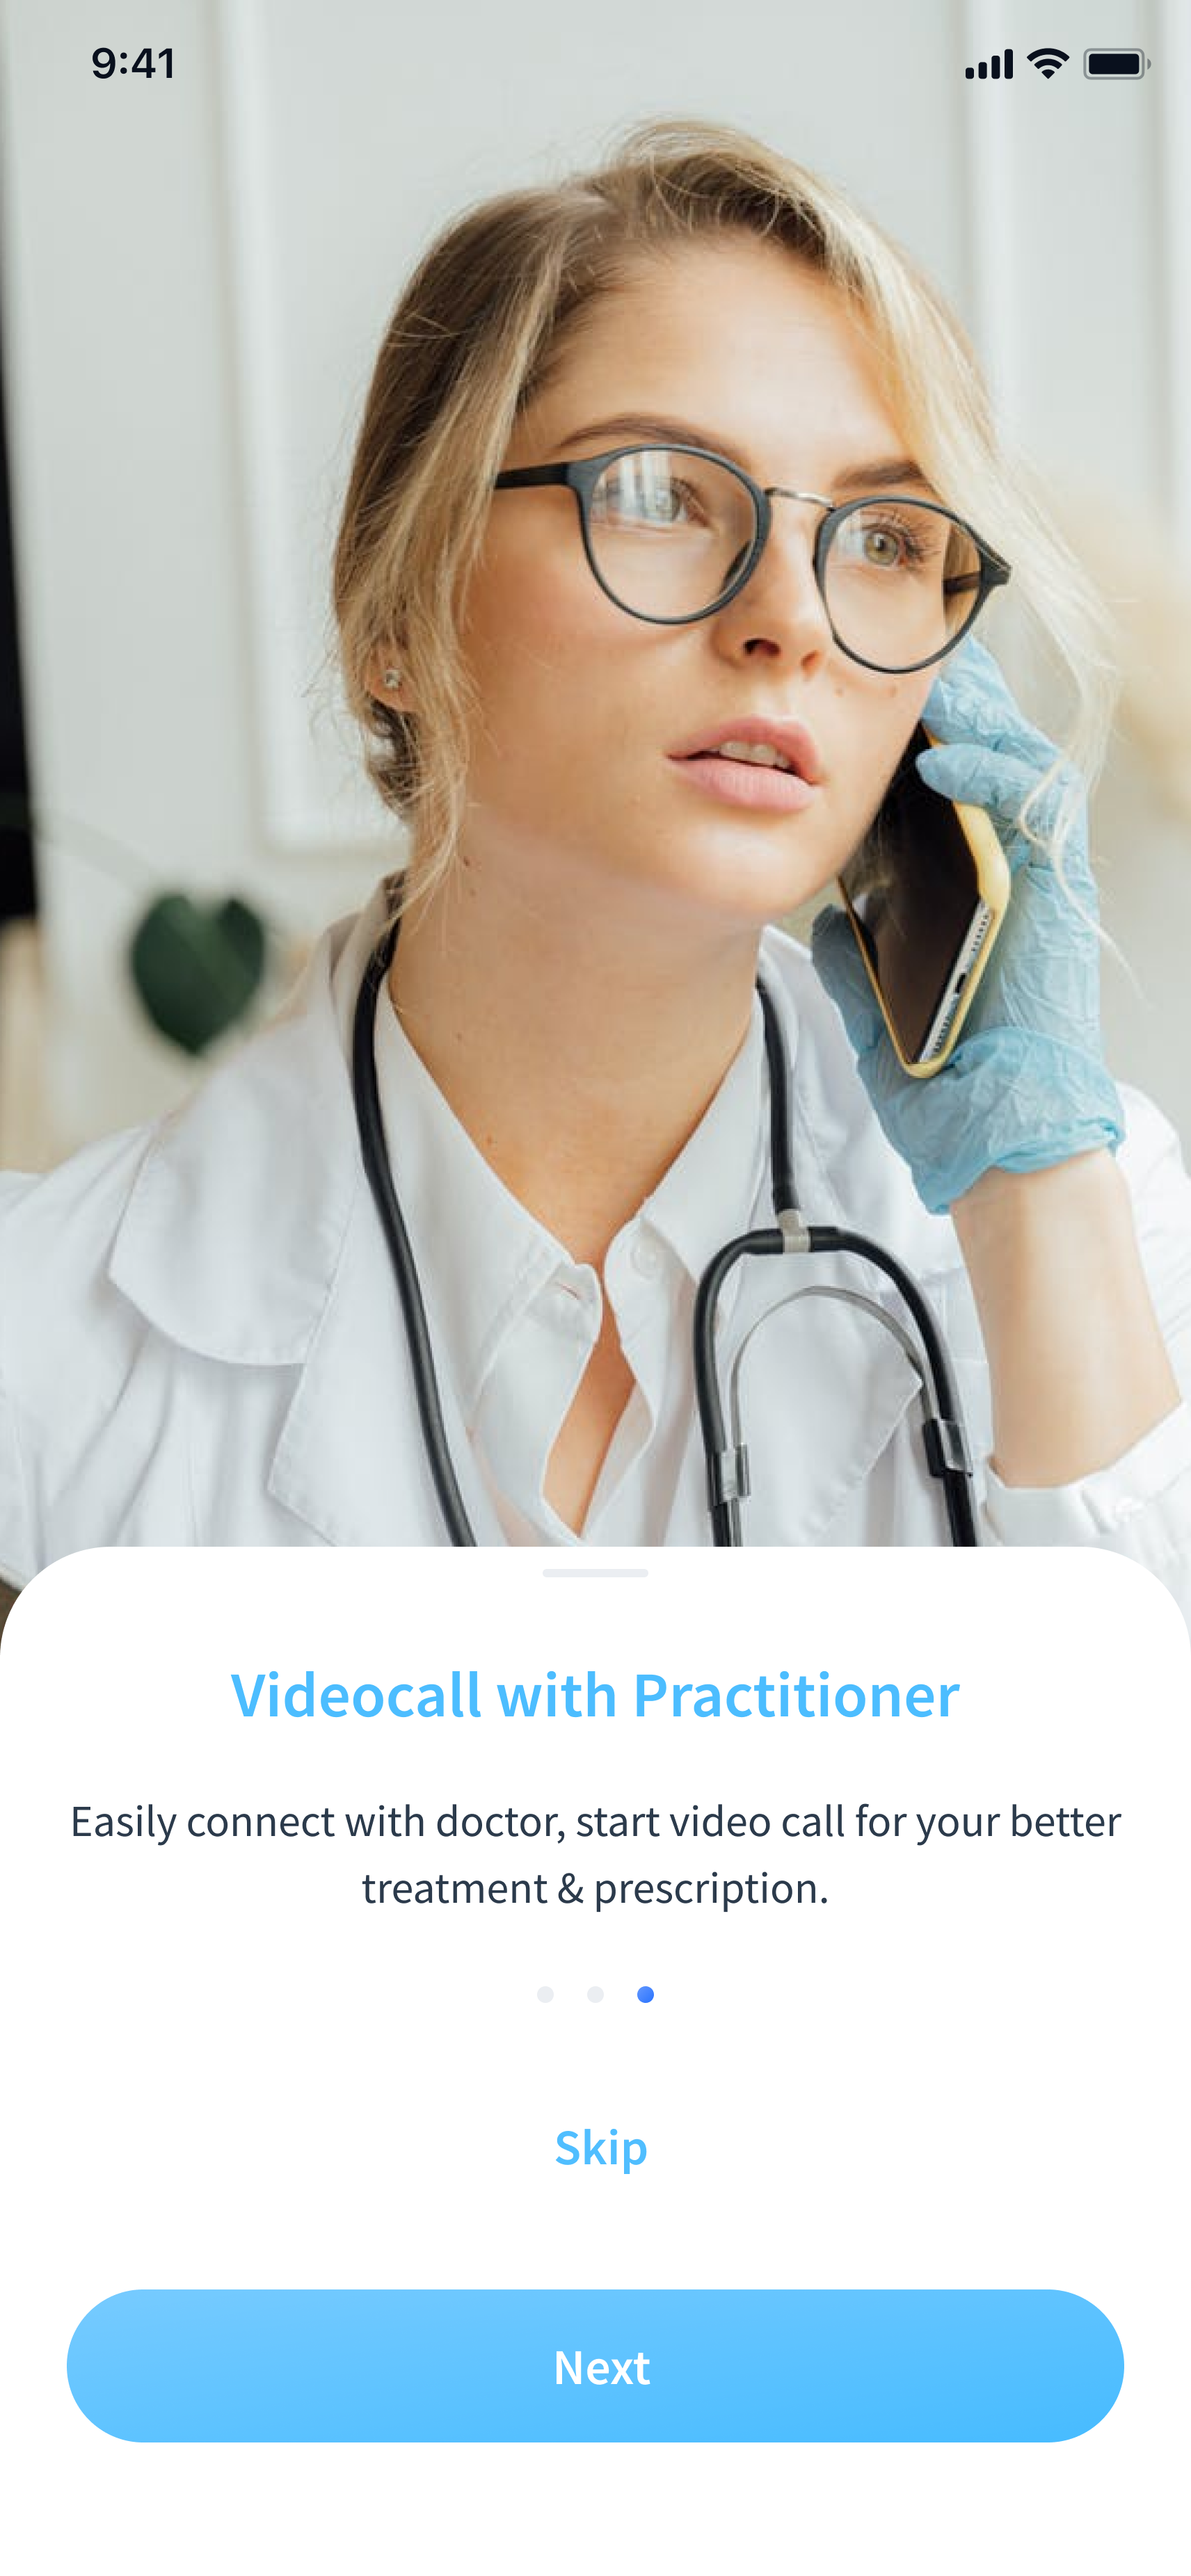 9:41
Videocall with Practitioner
Easily connect with doctor, start video call for your better
treatment & prescription.
Skip
Next